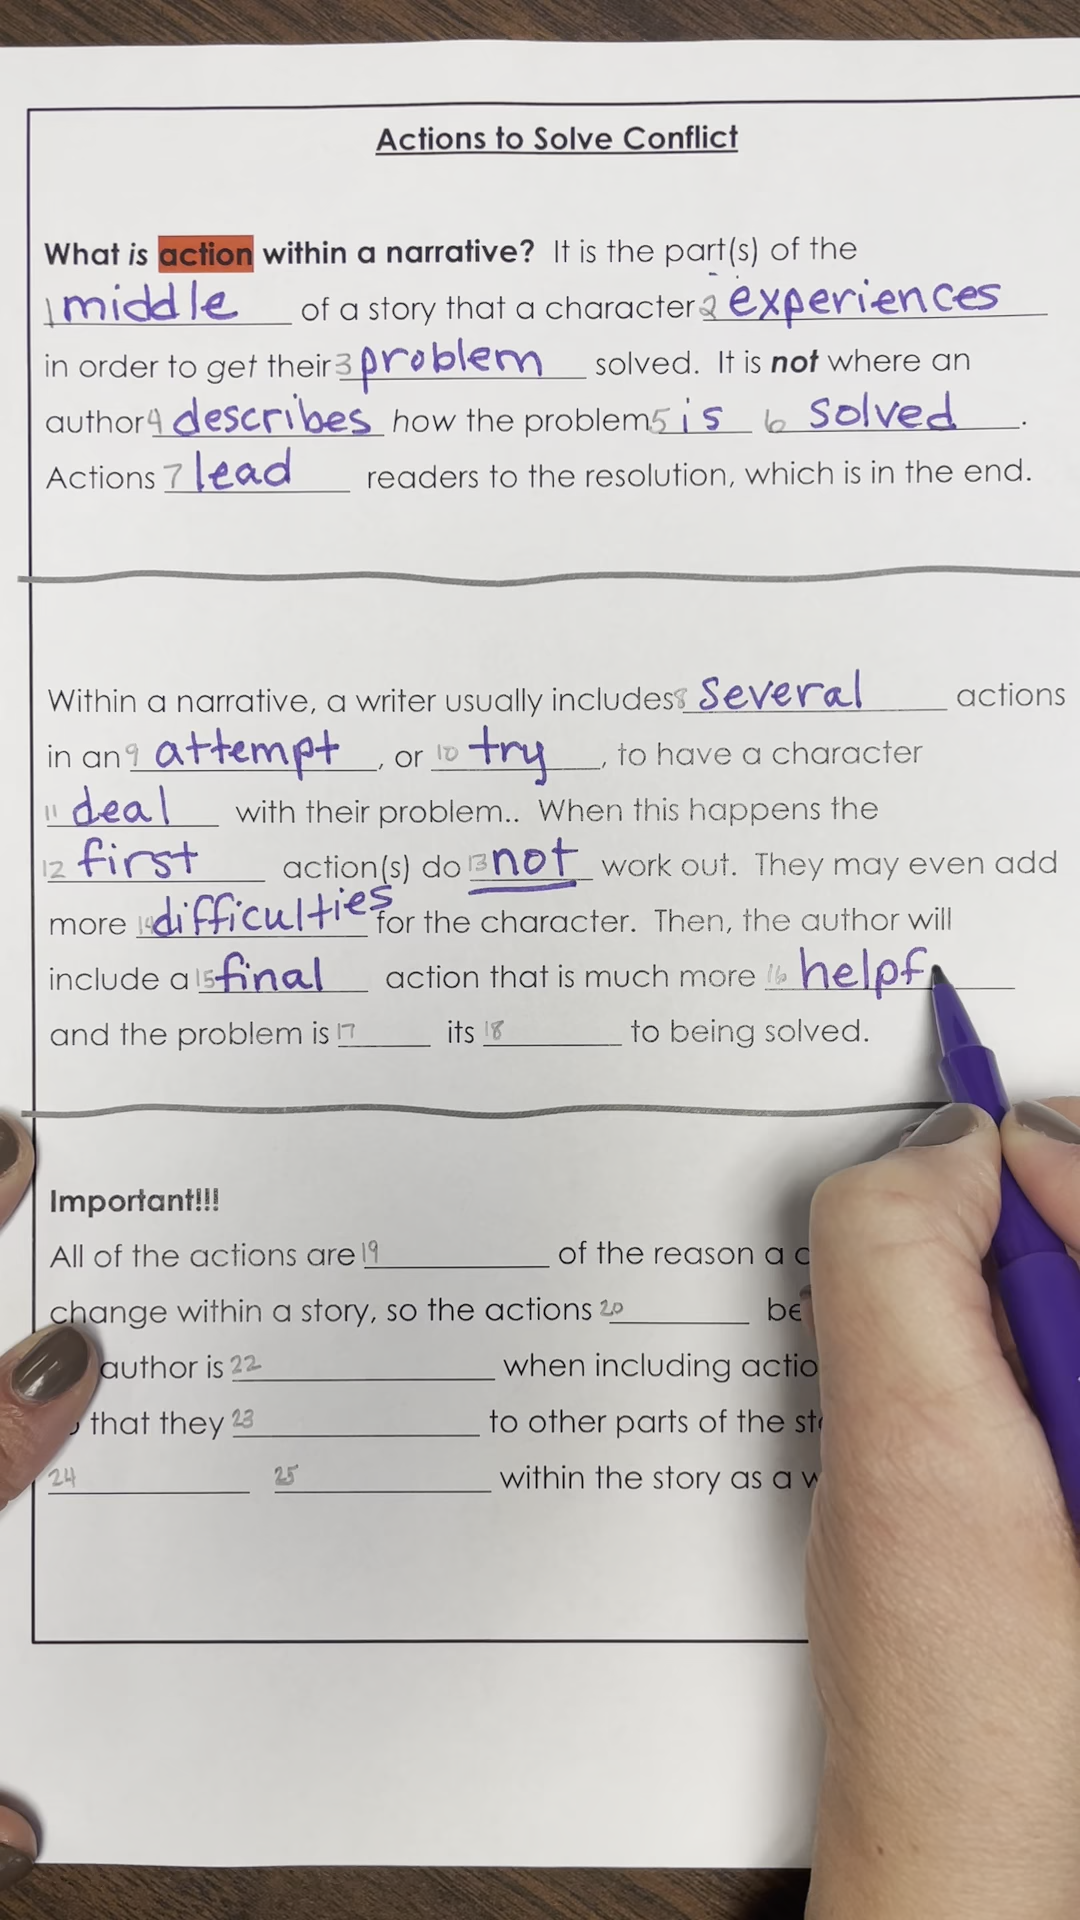 Actions to Solve Conflict
What is action within a narrative? It is the part(s) of the
1 middle of a story that a character 2 experiences
in order to get their 3 problem solved. It is not where an
author 4 describes how the problem 5 is 6 solved.
Actions 7 lead readers to the resolution, which is in the end.
Within a narrative, a writer usually includes 8 several actions
in an 9 attempt, or 10 try, to have a character
11 deal with their problem.. When this happens the
12 first action(s) do 13 not work out. They may even add
more 14 difficulties for the character. Then, the author will
include a 15 final action that is much more 16 helpf
and the problem is 17 its 18 to being solved.
Important!!!
All of the actions are 19 of the reason a
change within a story, so the actions 20 be
author is 22 when including actio
that they 23 to other parts of the st
24 25 within the story as a